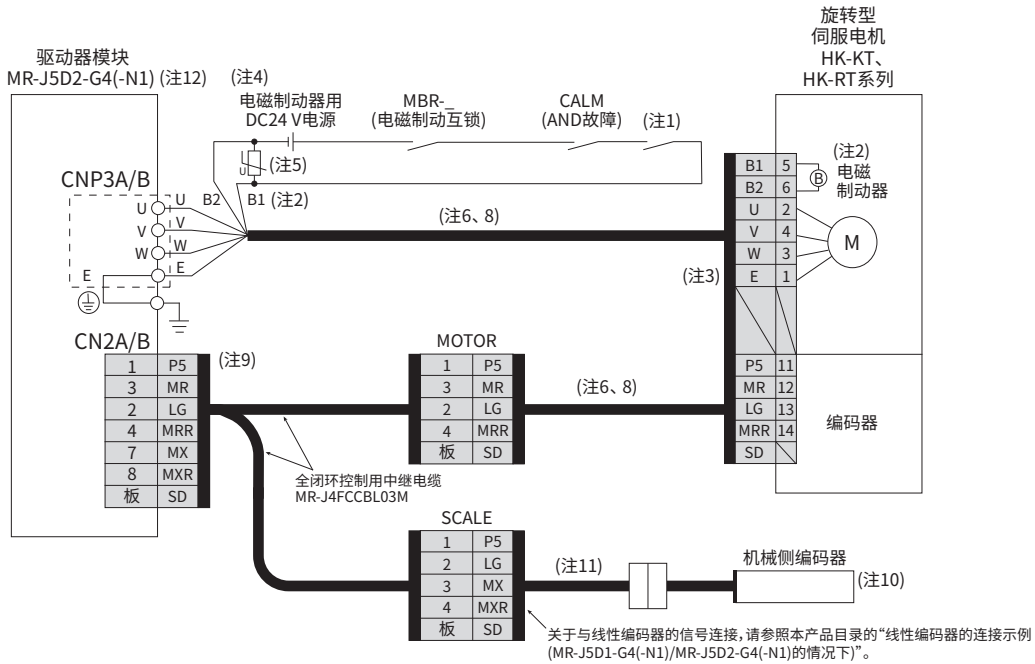 旋转型
伺服电机
HK-KT、
HK-RT系列
驱动器模块
MR-J5D2-G4(-N1) (注12)
(注4)
电磁制动器用
DC24 V电源
MBR-_
(电磁制动互锁)
CALM
(AND故障)
(注1)
U
(注5)
B2
B1 (注2)
CNP3A/B
U
U
V
V
W
W
E
E
(注6、8)
(注3)
B1 5
B2 6
U 2
V 4
W 3
E 1
(注2)
电磁
制动器
B
M
CN2A/B
1 P5
3 MR
2 LG
4 MRR
7 MX
8 MXR
板 SD
(注9)
MOTOR
1 P5
3 MR
2 LG
4 MRR
板 SD
(注6、8)
P5 11
MR 12
LG 13
MRR 14
SD
编码器
全闭环控制用中继电缆
MR-J4FCCBL03M
SCALE
1 P5
2 LG
3 MX
4 MXR
板 SD
(注11)
机械侧编码器
(注10)
关于与线性编码器的信号连接,请参照本产品目录的“线性编码器的连接示例
(MR-J5D1-G4(-N1)/MR-J5D2-G4(-N1)的情况下)”。